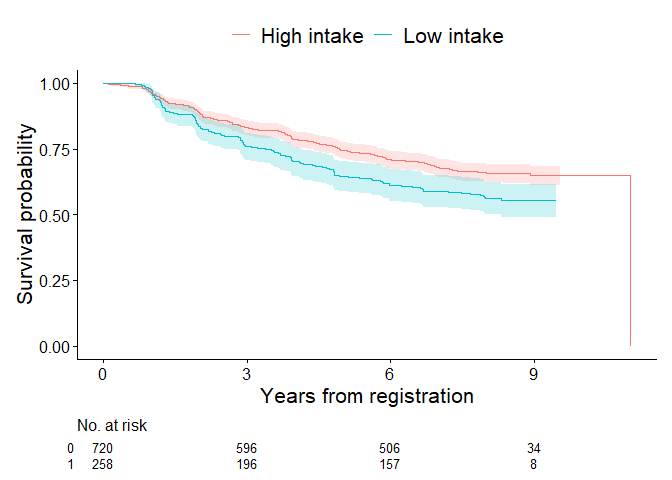 High intake Low intake
1.00
0.75
0.50
0.25
0.00
Survival probability
0 3 6 9
Years from registration
No. at risk
0 720 596 506 34
1 258 196 157 8